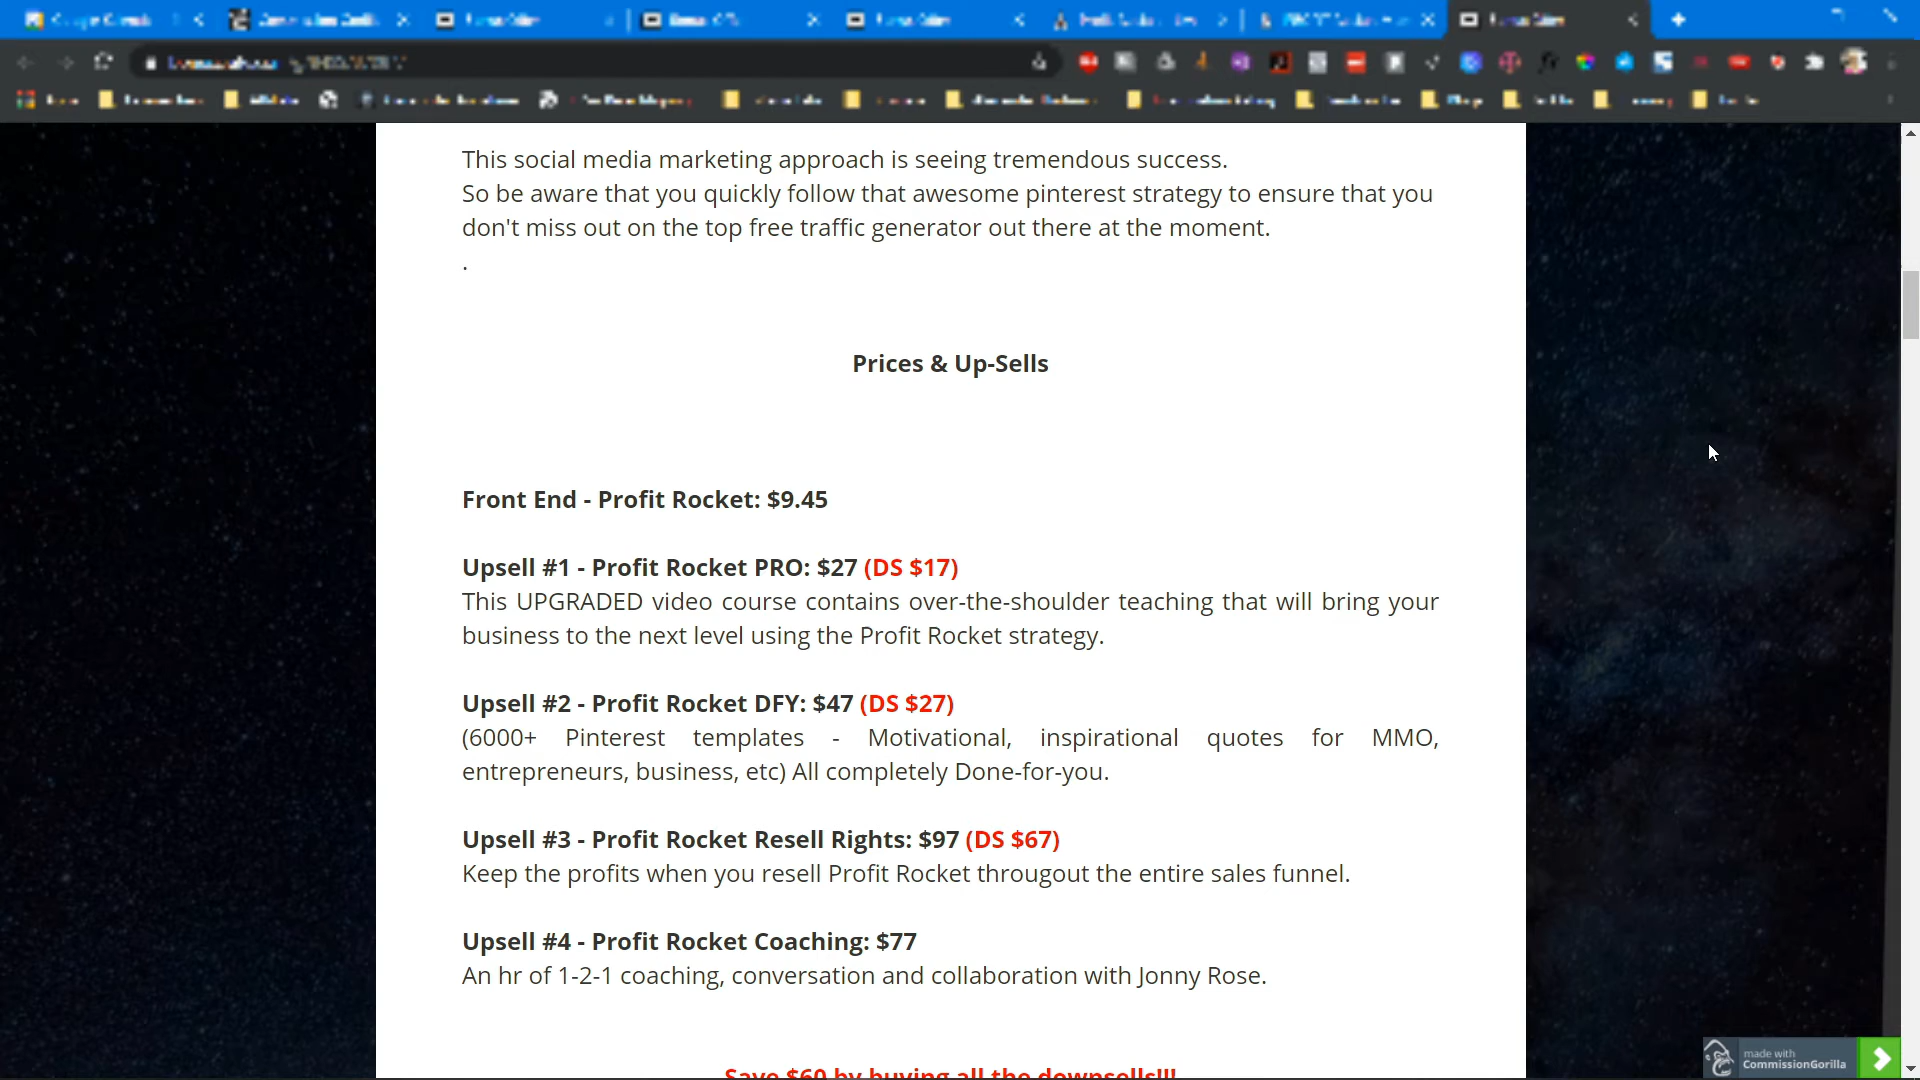 This social media marketing approach is seeing tremendous success.
So be aware that you quickly follow that awesome pinterest strategy to ensure that you
don't miss out on the top free traffic generator out there at the moment.
.
Prices & Up-Sells
Front End - Profit Rocket: $9.45
Upsell #1 - Profit Rocket PRO: $27 (DS $17)
This UPGRADED video course contains over-the-shoulder teaching that will bring your
business to the next level using the Profit Rocket strategy.
Upsell #2 - Profit Rocket DFY: $47 (DS $27)
(6000+ Pinterest templates - Motivational, inspirational quotes for MMO,
entrepreneurs, business, etc) All completely Done-for-you.
Upsell #3 - Profit Rocket Resell Rights: $97 (DS $67)
Keep the profits when you resell Profit Rocket througout the entire sales funnel.
Upsell #4 - Profit Rocket Coaching: $77
An hr of 1-2-1 coaching, conversation and collaboration with Jonny Rose.
Save $60 by buying all the downsells!!!
made with
CommissionGorilla